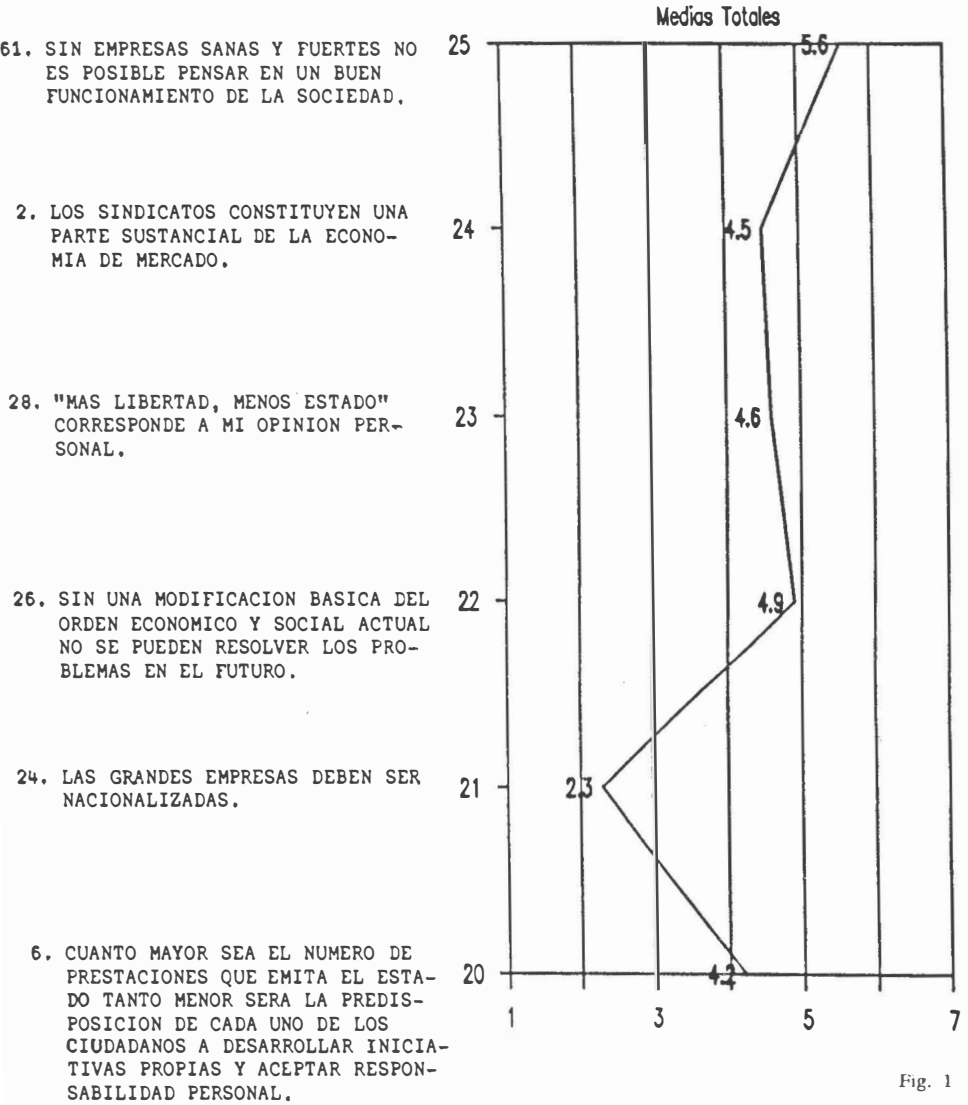 Medias Totales
61. SIN EMPRESAS SANAS Y FUERTES NO
ES POSIBLE PENSAR EN UN BUEN
FUNCIONAMIENTO DE LA SOCIEDAD.
25
5.6
2. LOS SINDICATOS CONSTITUYEN UNA
PARTE SUSTANCIAL DE LA ECONO-
MIA DE MERCADO.
24
4.5
28. "MAS LIBERTAD, MENOS ESTADO"
CORRESPONDE A MI OPINION PER-
SONAL.
23
4.6
26. SIN UNA MODIFICACION BASICA DEL
ORDEN ECONOMICO Y SOCIAL ACTUAL
NO SE PUEDEN RESOLVER LOS PRO-
BLEMAS EN EL FUTURO.
22
4.9
24. LAS GRANDES EMPRESAS DEBEN SER
NACIONALIZADAS.
21
2.3
6. CUANTO MAYOR SEA EL NUMERO DE
PRESTACIONES QUE EMITA EL ESTA-
DO TANTO MENOR SERA LA PREDIS-
POSICION DE CADA UNO DE LOS
CIUDADANOS A DESARROLLAR INICIA-
TIVAS PROPIAS Y ACEPTAR RESPON-
SABILIDAD PERSONAL.
20
4.2
1 3 5 7
Fig. 1